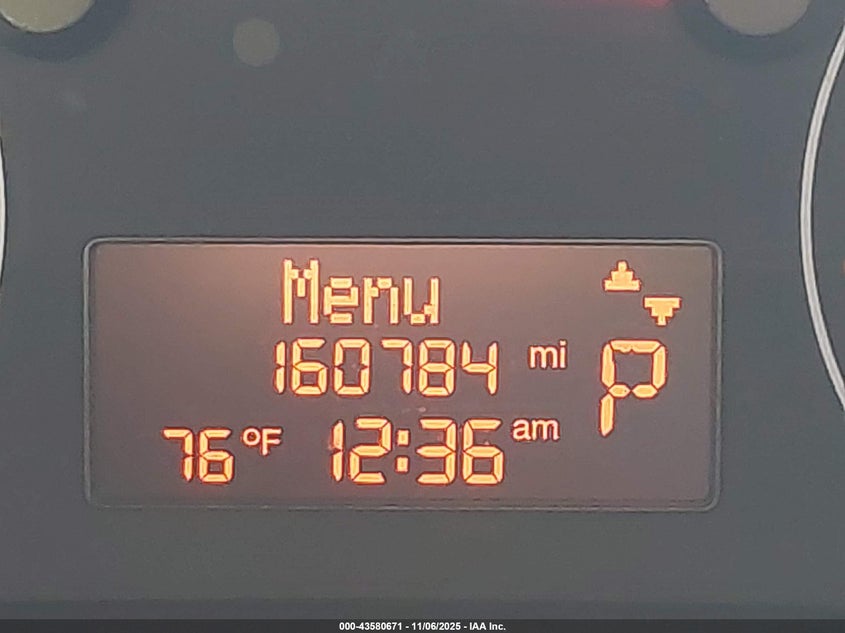 Menu
160784 mi
P
76 °F 12:36 am
000-43580671 - 11/06/2025 - IAA Inc.